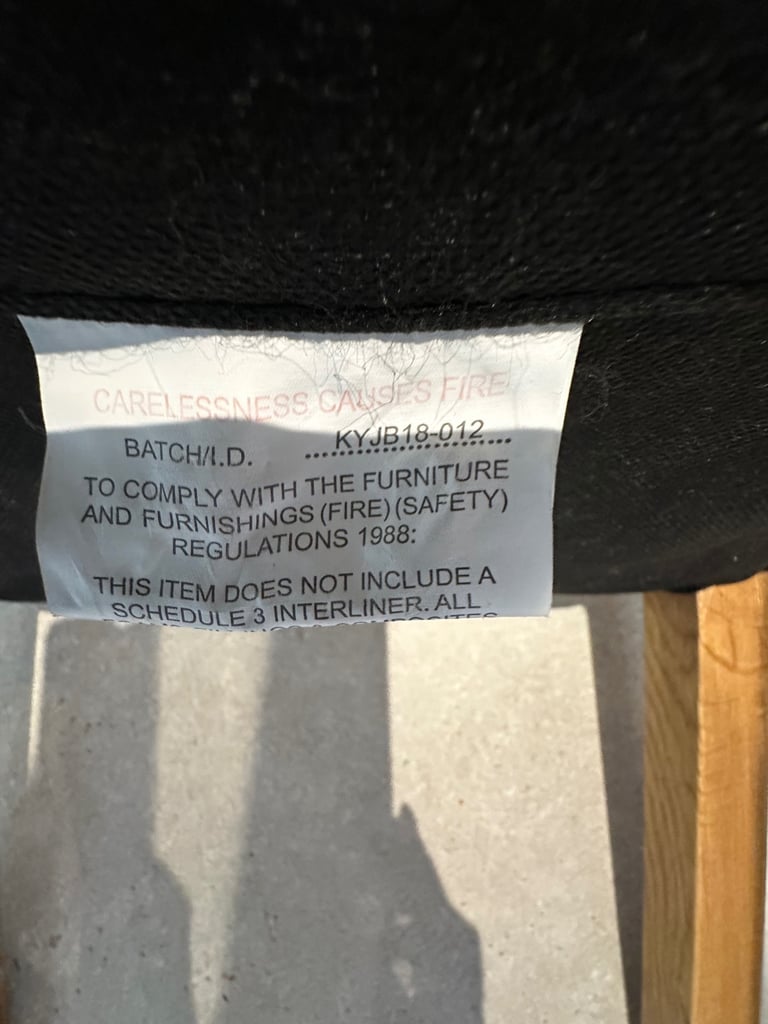 CARELESSNESS CAUSES FIRE
BATCH/I.D. KYJB18-012
TO COMPLY WITH THE FURNITURE
AND FURNISHINGS (FIRE) (SAFETY)
REGULATIONS 1988:
THIS ITEM DOES NOT INCLUDE A
SCHEDULE 3 INTERLINER. ALL